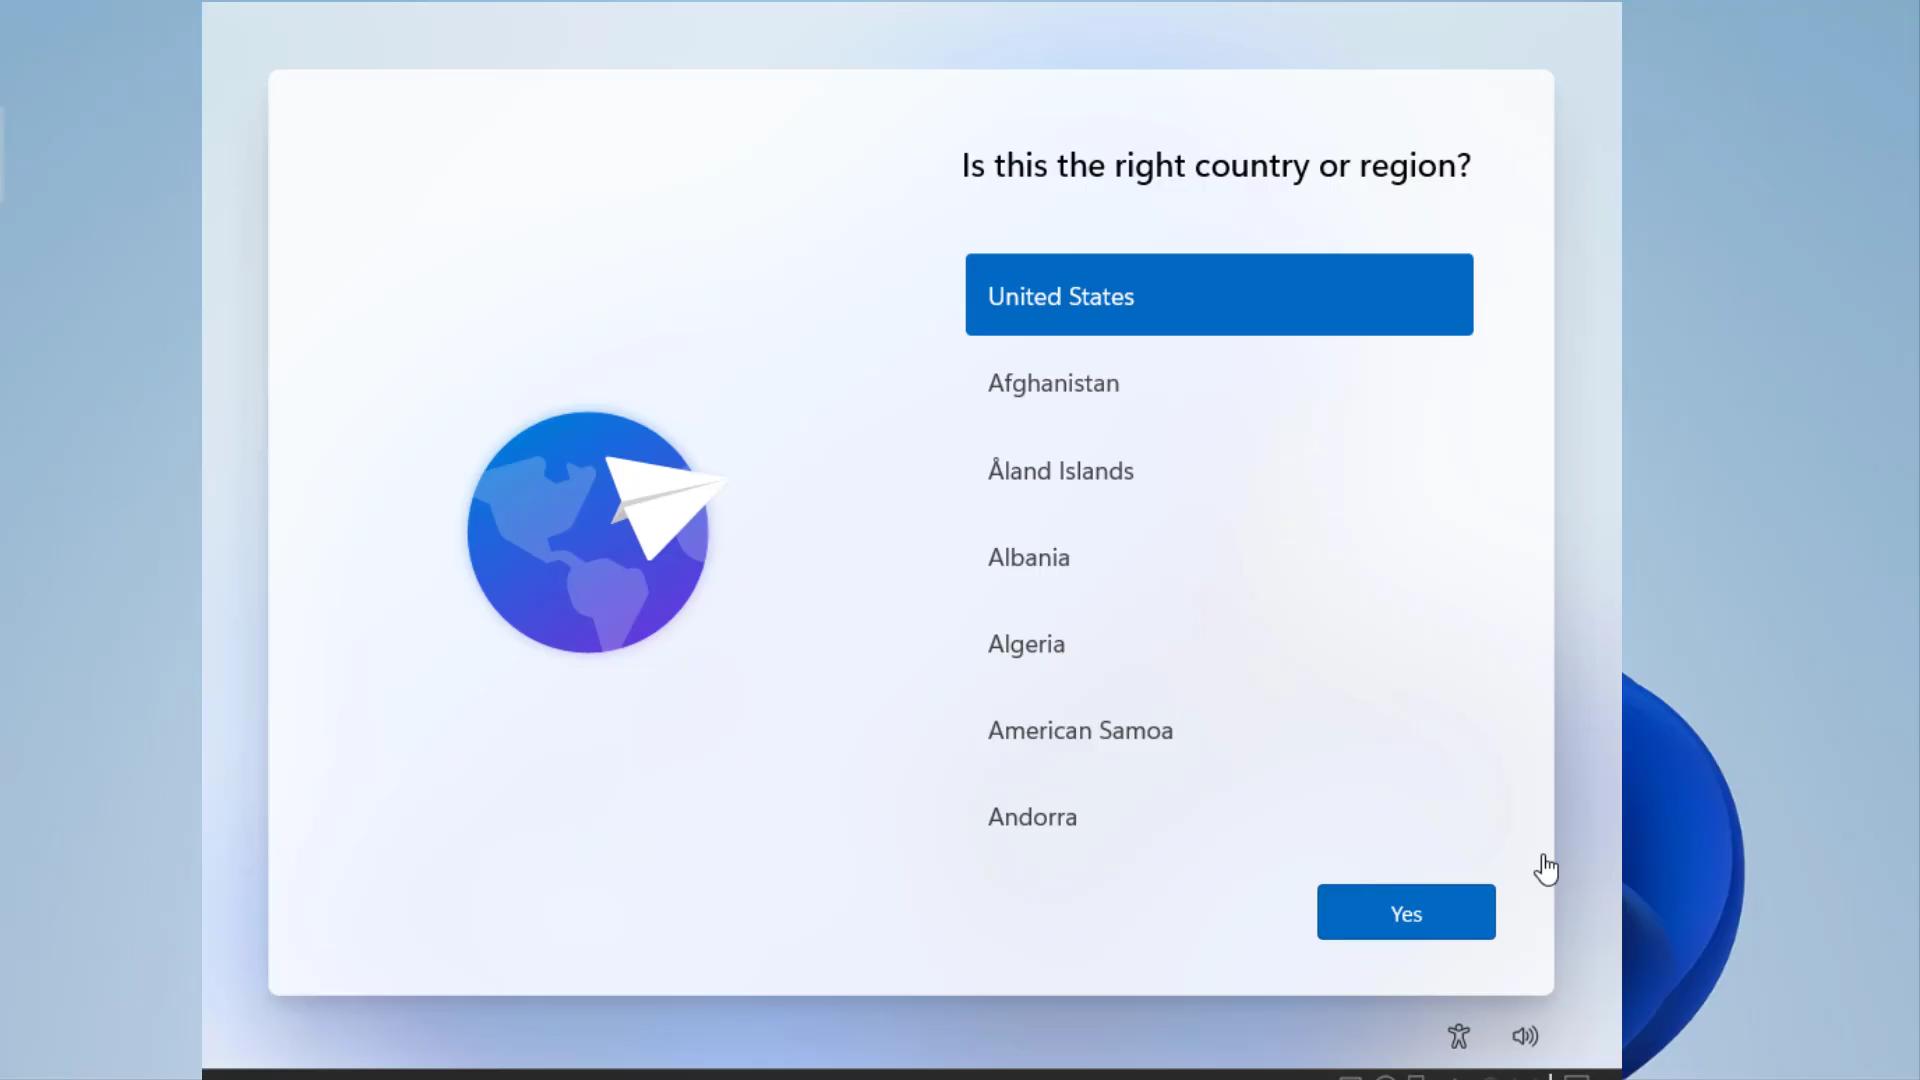 Is this the right country or region?
United States
Afghanistan
Åland Islands
Albania
Algeria
American Samoa
Andorra
Yes